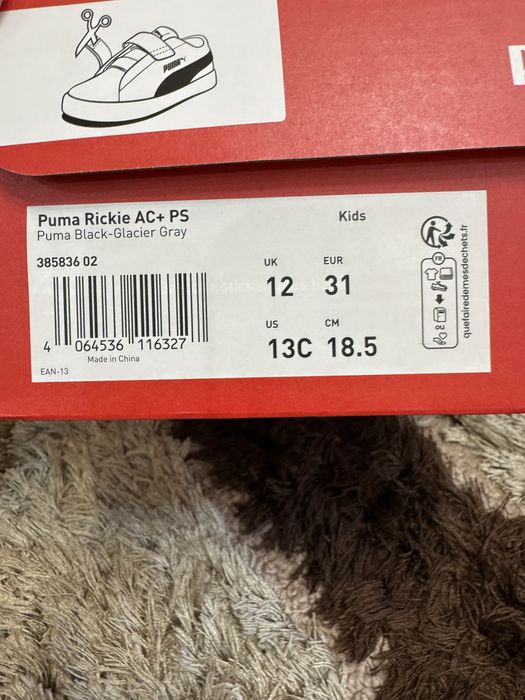 PUMA
Puma Rickie AC+ PS
Kids
Puma Black-Glacier Gray
385836 02
UK EUR
12 31
US CM
13C 18.5
4 064536 116327
Made in China
EAN-13
FR
OU
quefairedemesdechets.fr